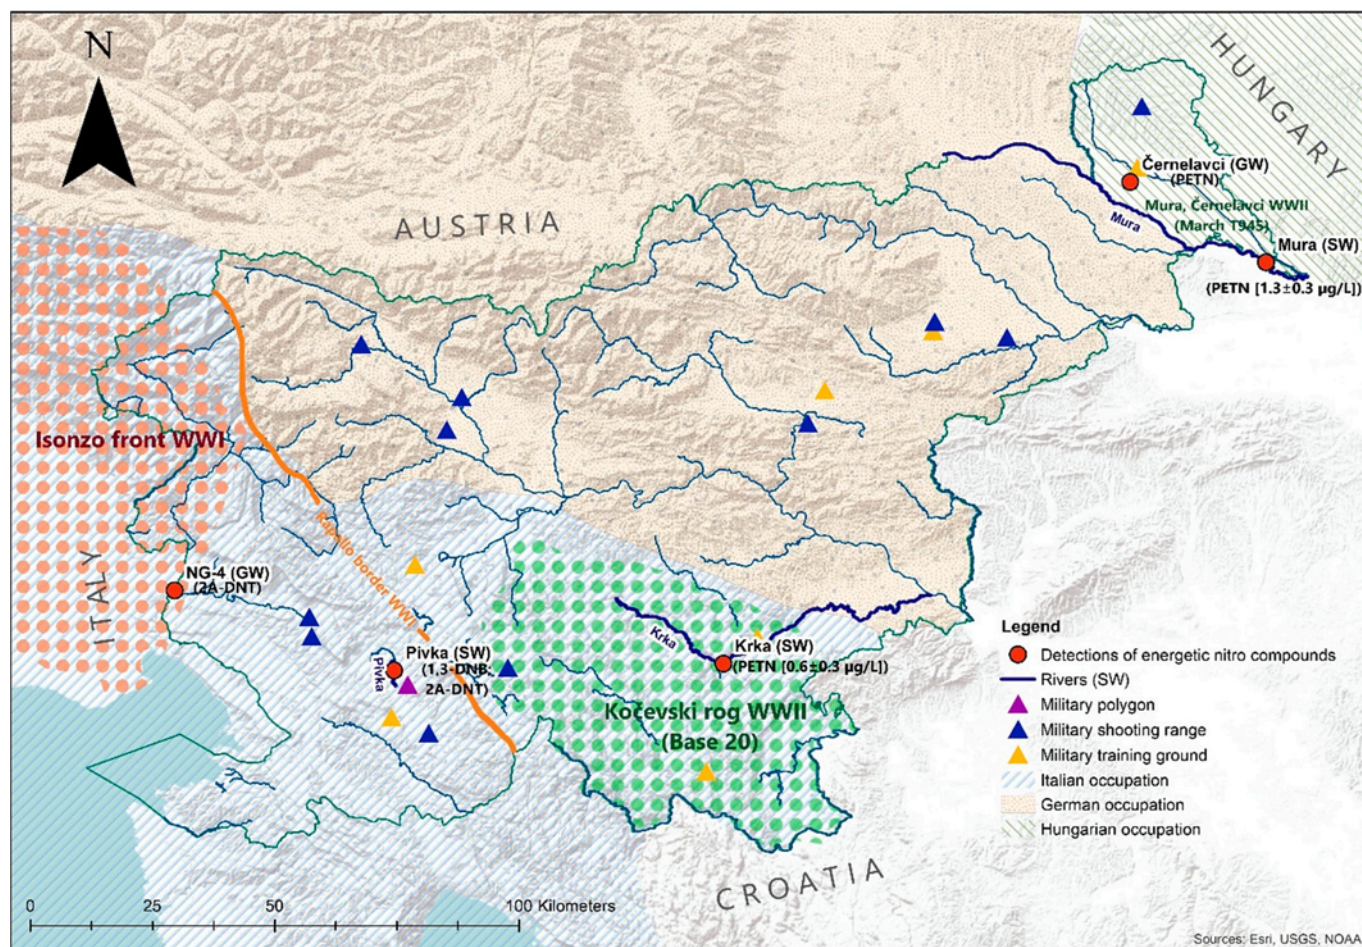 N
HUNGARY
AUSTRIA
Černelavci (GW)
(PETN)
Mura, Černelavci WWII
(March 1945)
Mura
Mura (SW)
(PETN [1.3±0.3 µg/L])
Isonzo front WWI
Rapallo border WWI
ITALY
NG-4 (GW)
(2A-DNT)
Pivka
Pivka (SW)
(1,3-DNB;
2A-DNT)
Krka
Krka (SW)
(PETN [0.6±0.3 µg/L])
Kočevski rog WWII
(Base 20)
CROATIA
Legend
Detections of energetic nitro compounds
Rivers (SW)
Military polygon
Military shooting range
Military training ground
Italian occupation
German occupation
Hungarian occupation
0 25 50 100 Kilometers
Sources: Esri, USGS, NOAA